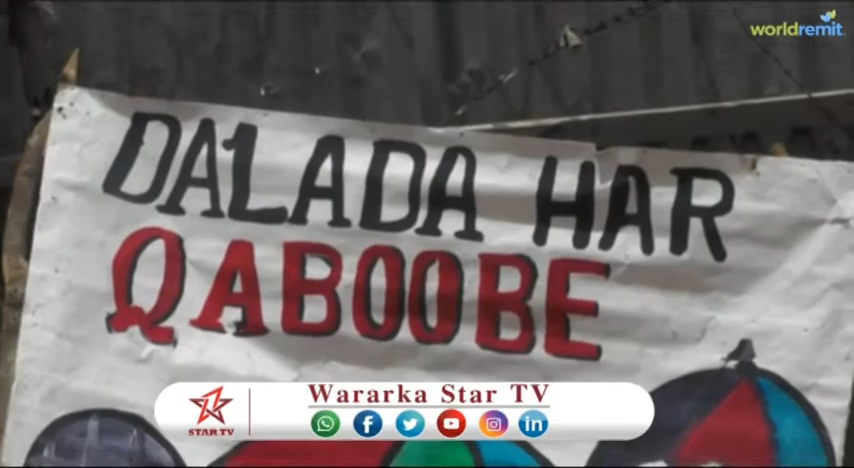 worldremit
DALADA HAR
QABOOBE
Wararka Star TV
STAR TV